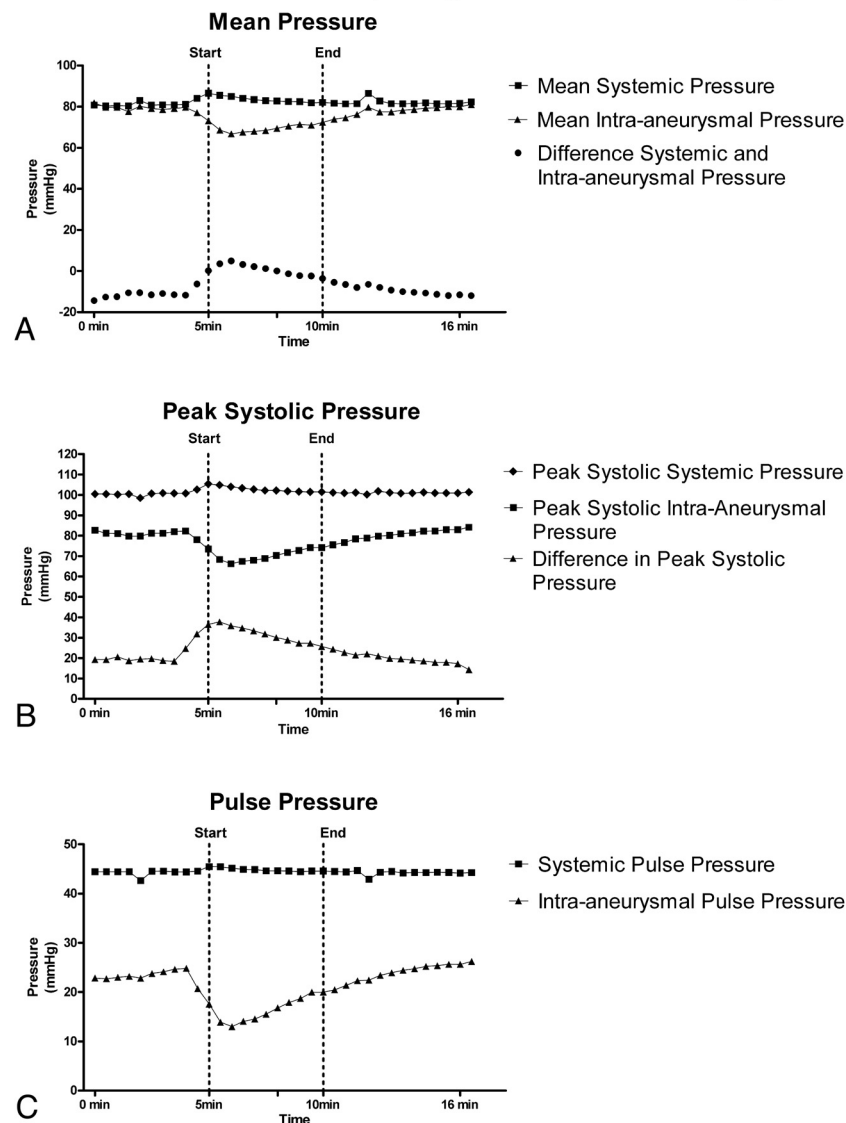 Mean Pressure
Start
End
100
80
60
40
20
0
-20
Pressure
(mmHg)
0 min
5min
10min
16 min
Time
Mean Systemic Pressure
Mean Intra-aneurysmal Pressure
Difference Systemic and
Intra-aneurysmal Pressure
A
Peak Systolic Pressure
Start
End
120
110
100
90
80
70
60
50
40
30
20
10
0
Pressure
(mmHg)
0 min
5min
10min
16 min
Time
Peak Systolic Systemic Pressure
Peak Systolic Intra-Aneurysmal
Pressure
Difference in Peak Systolic
Pressure
B
Pulse Pressure
Start
End
50
40
30
20
10
0
Pressure
(mmHg)
0 min
5min
10min
16 min
Time
Systemic Pulse Pressure
Intra-aneurysmal Pulse Pressure
C